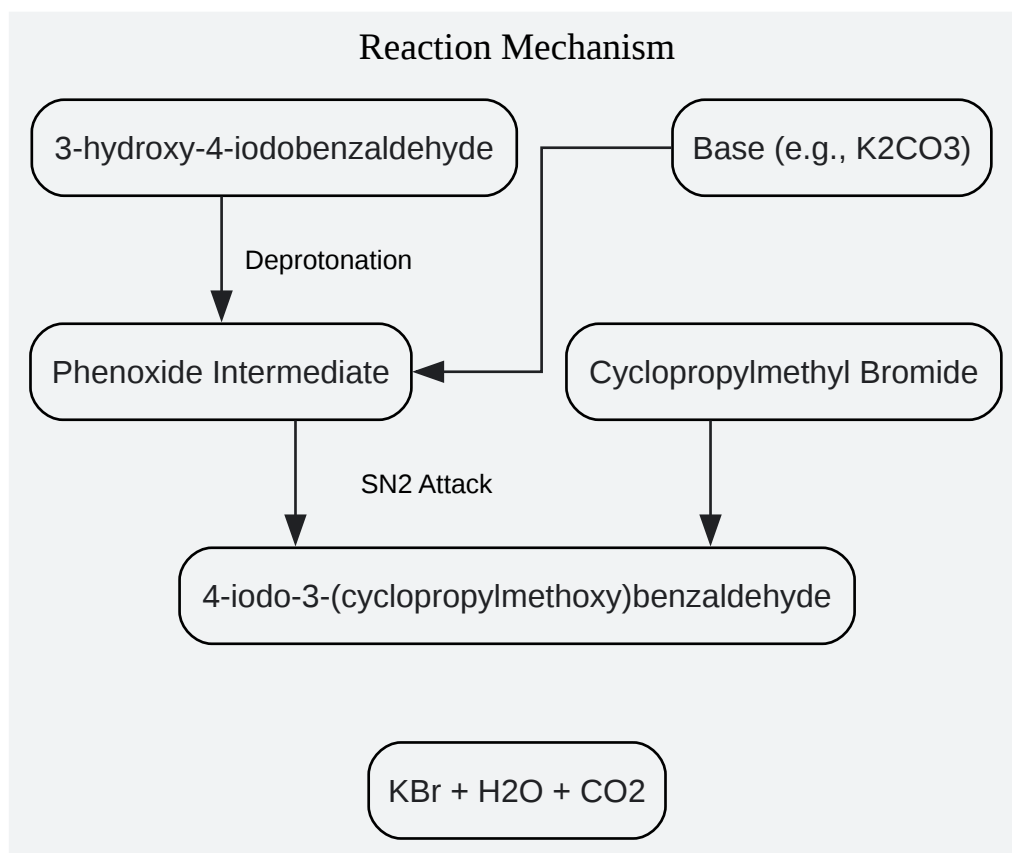 Reaction Mechanism
3-hydroxy-4-iodobenzaldehyde
Base (e.g., K2CO3)
Deprotonation
Phenoxide Intermediate
Cyclopropylmethyl Bromide
SN2 Attack
4-iodo-3-(cyclopropylmethoxy)benzaldehyde
KBr + H2O + CO2